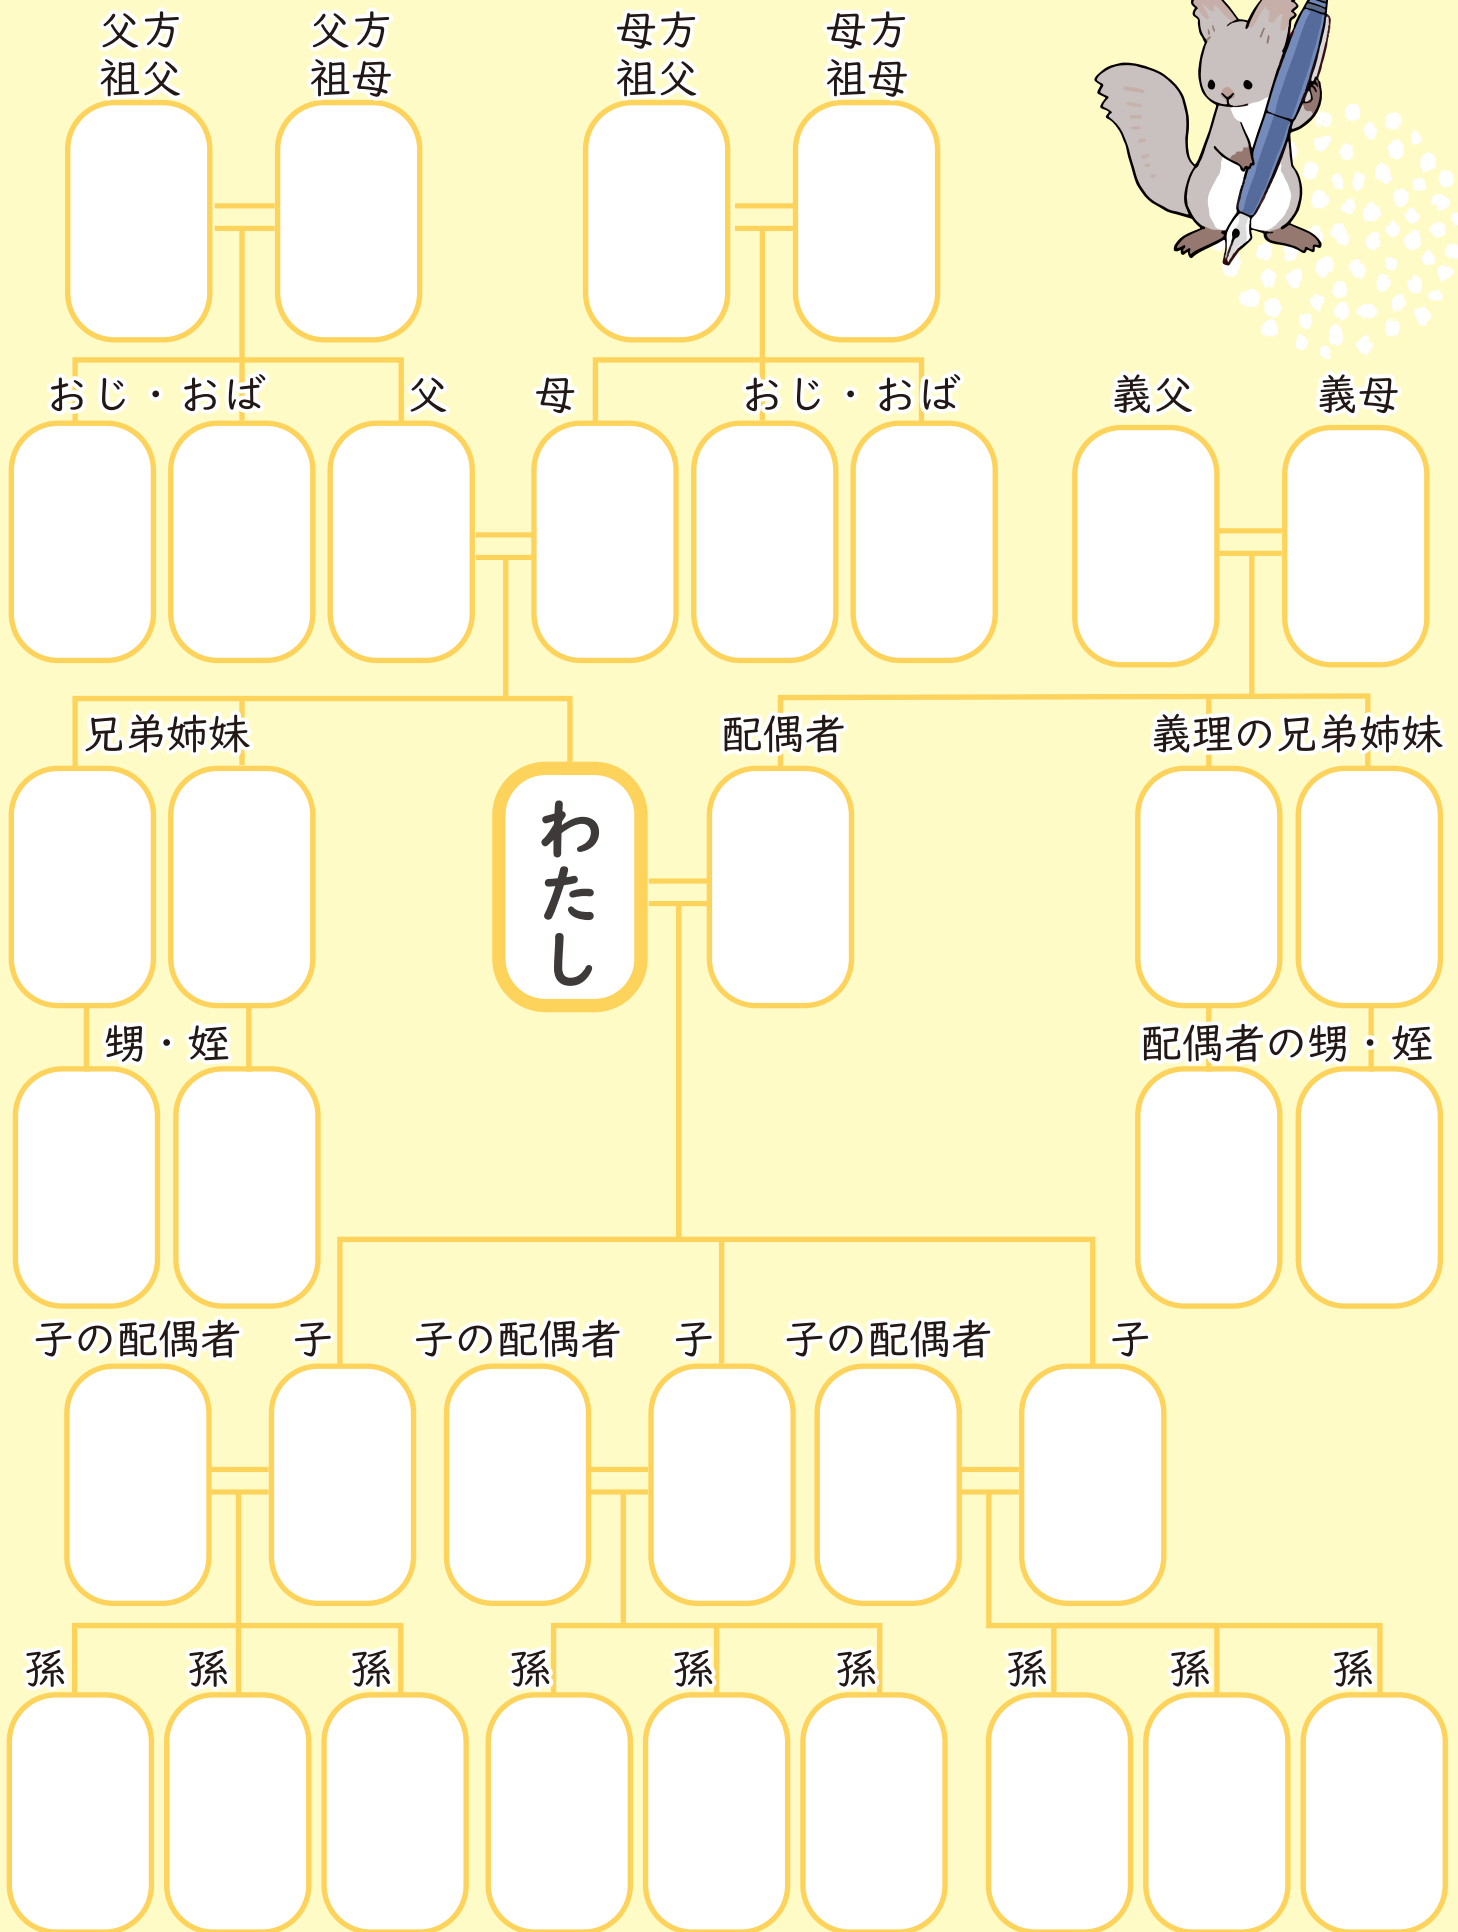 父方
祖父
父方
祖母
母方
祖父
母方
祖母
おじ・おば
父
母
おじ・おば
義父
義母
兄弟姉妹
配偶者
義理の兄弟姉妹
わたし
甥・姪
配偶者の甥・姪
子の配偶者
子
子の配偶者
子
子の配偶者
子
孫
孫
孫
孫
孫
孫
孫
孫
孫